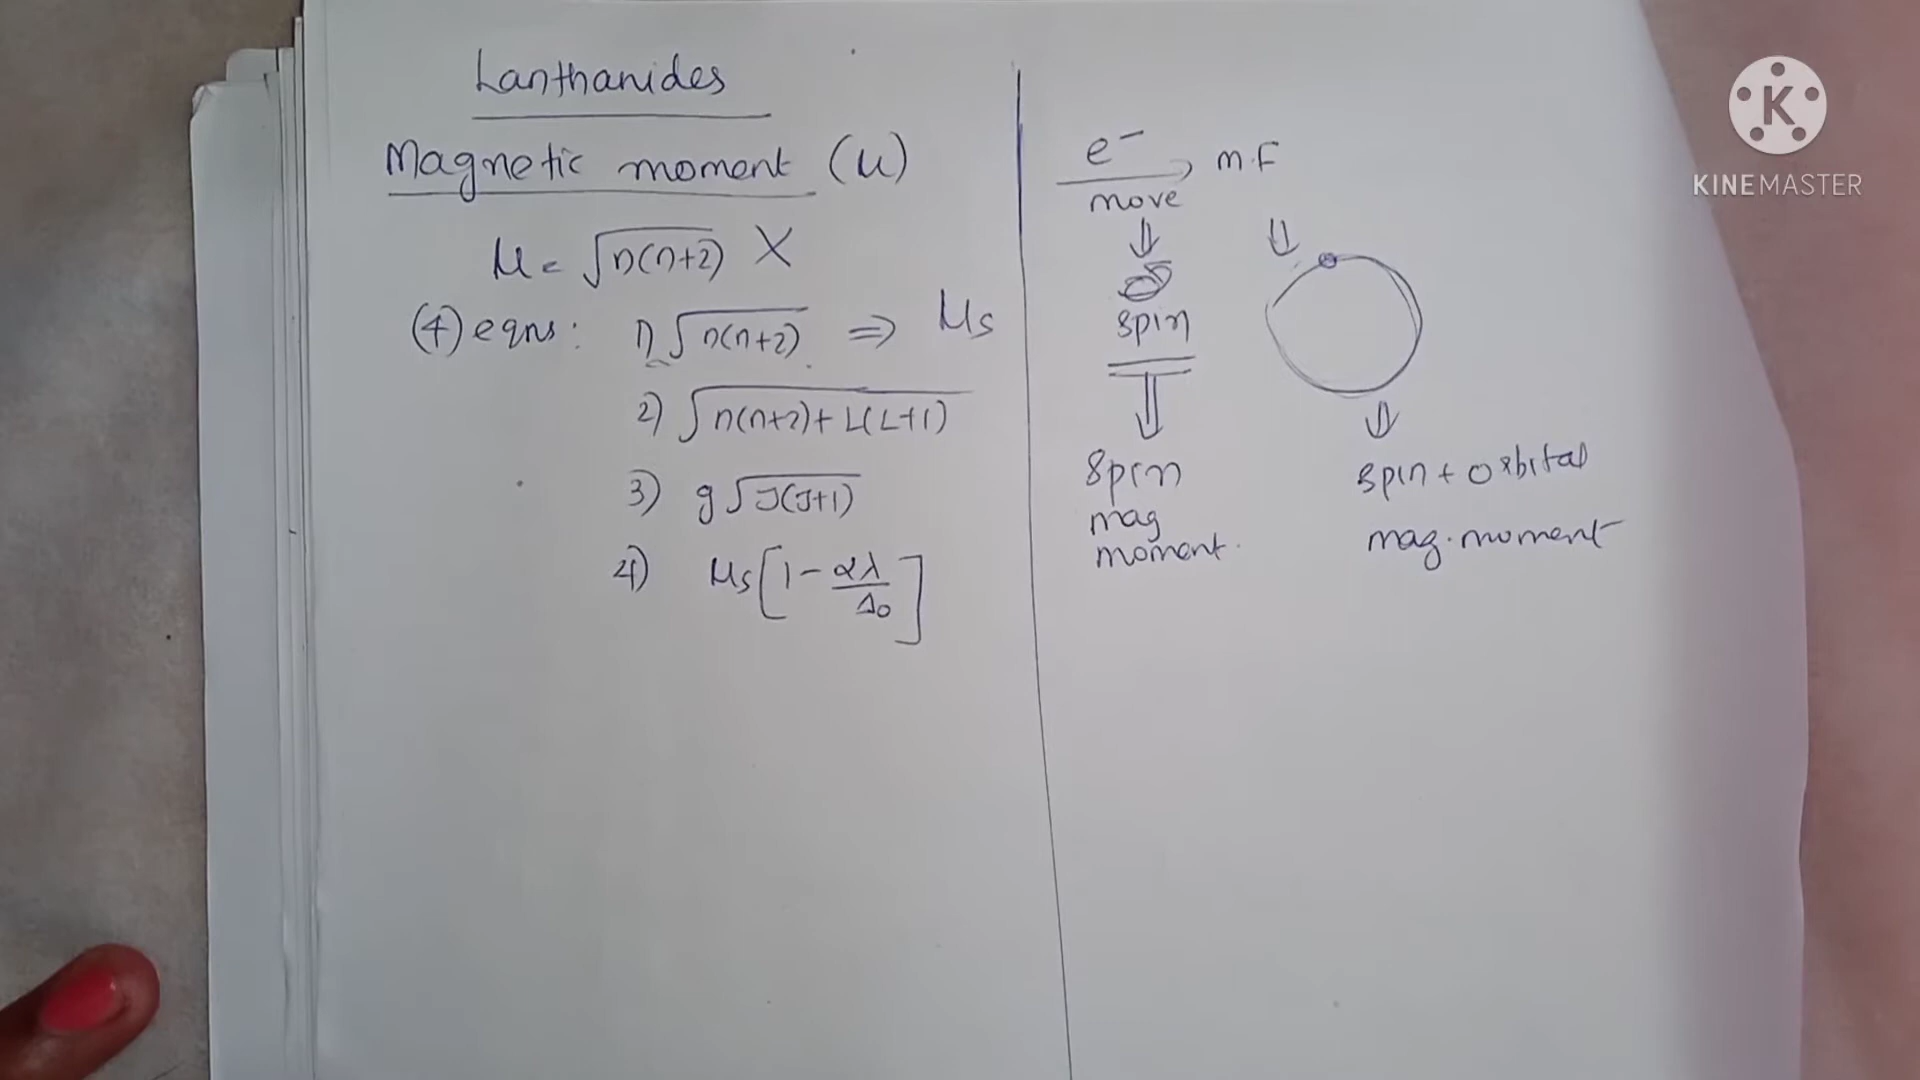 Lanthanides
Magnetic moment (μ)
μ = √n(n+2) X
(4) eqns: 1) √n(n+2) ⇒ μs
2) √n(n+2)+L(L+1)
3) g√J(J+1)
4) μs[1-αλ/Δo]
e⁻ → m.F
move
spin
spin
mag
moment.
spin + orbital
mag. moment
K
KINEMASTER